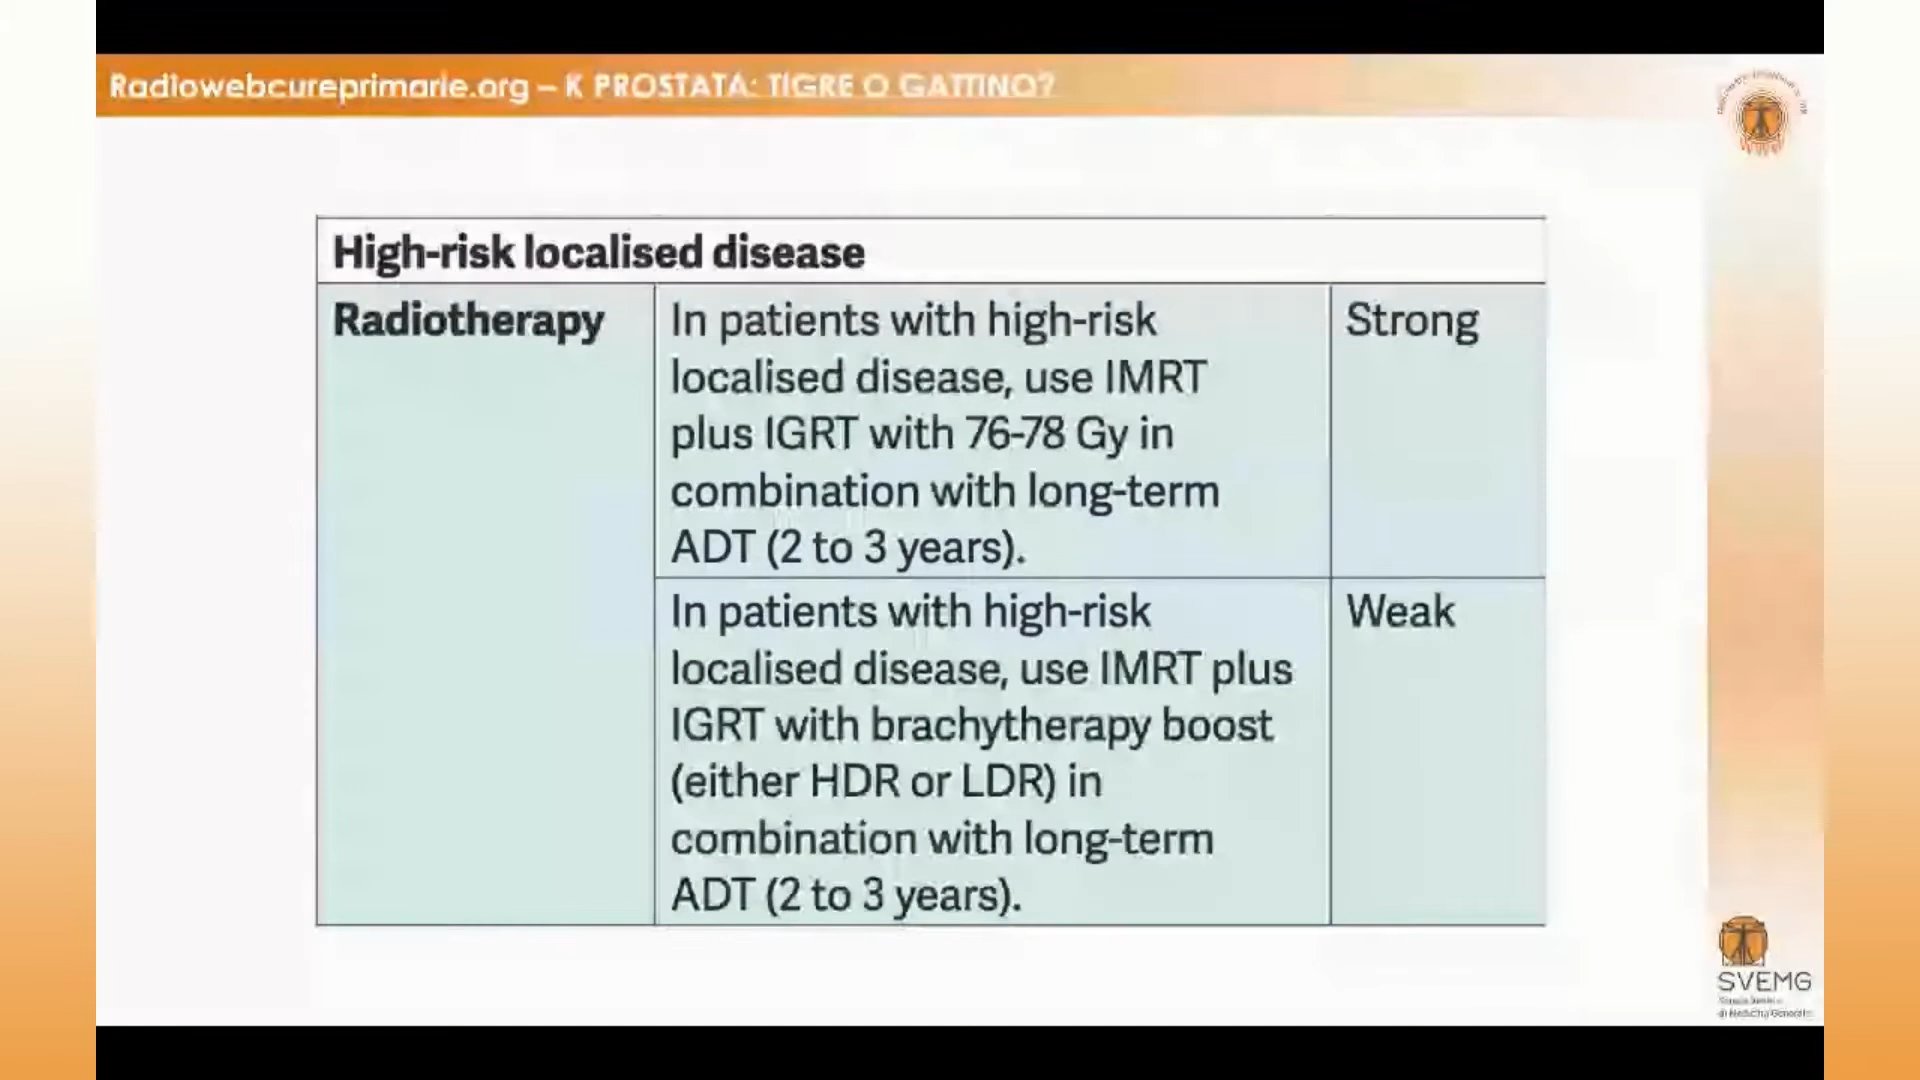 Radiowebcureprimarie.org – K PROSTATA: TIGRE O GATTINO?
High-risk localised disease
Radiotherapy
In patients with high-risk
localised disease, use IMRT
plus IGRT with 76-78 Gy in
combination with long-term
ADT (2 to 3 years).
Strong
In patients with high-risk
localised disease, use IMRT plus
IGRT with brachytherapy boost
(either HDR or LDR) in
combination with long-term
ADT (2 to 3 years).
Weak
SVEMG
di Medicina Generale